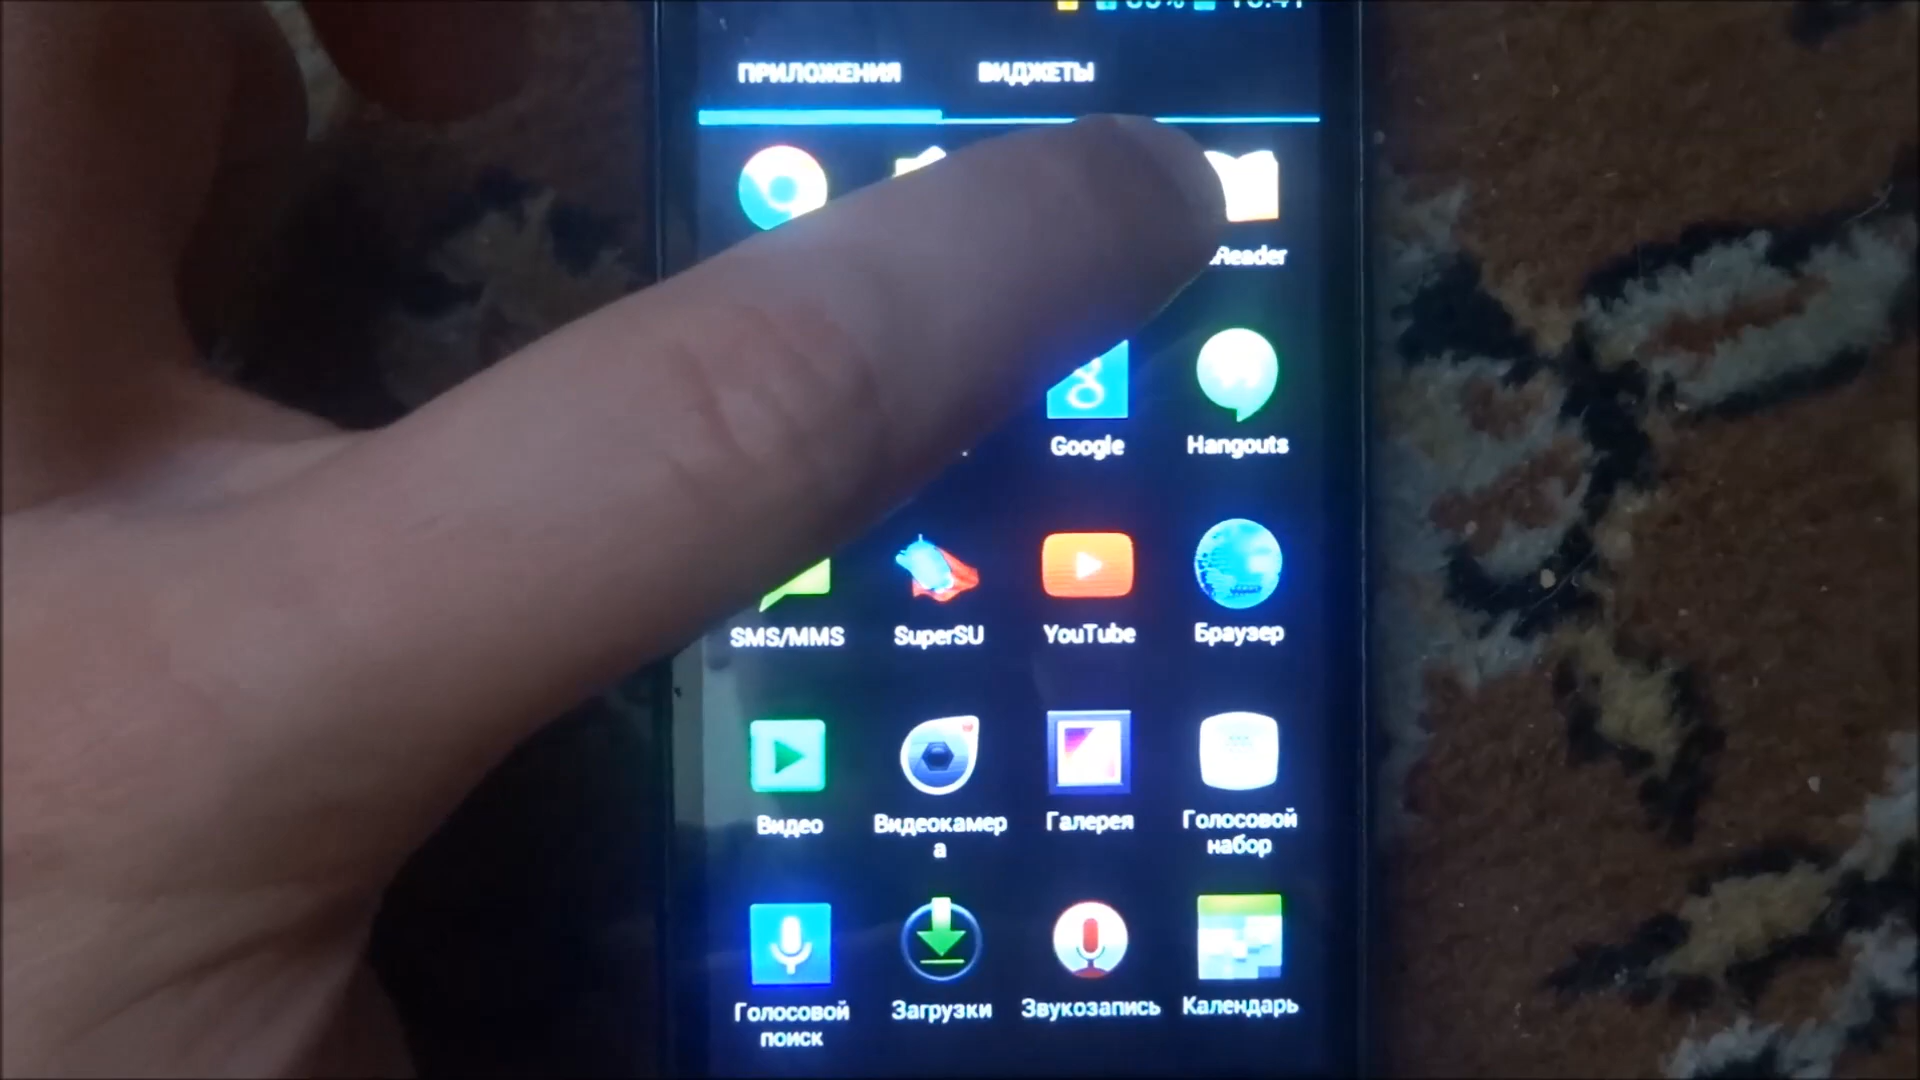 ПРИЛОЖЕНИЯ ВИДЖЕТЫ
Reader
Google Hangouts
SMS/MMS SuperSU YouTube Браузер
Видео Видеокамер
а
Галерея Голосовой
набор
Голосовой
поиск
Загрузки Звукозапись Календарь